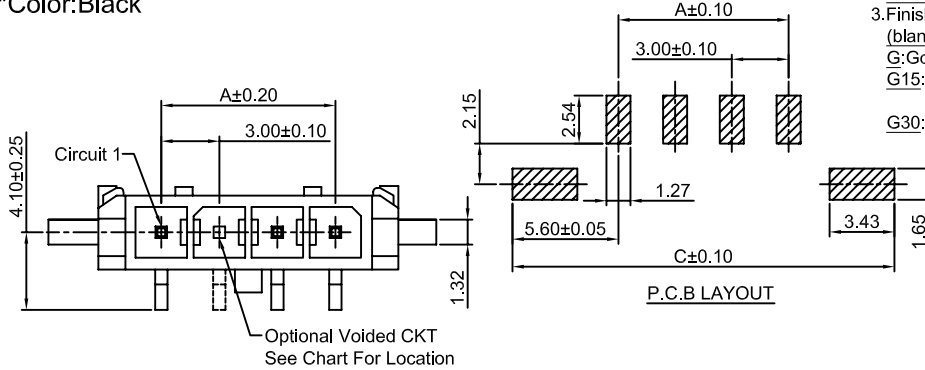 *Color:Black
A±0.20
3.00±0.10
4.10±0.25
Circuit 1
1.32
Optional Voided CKT
See Chart For Location
A±0.10
3.00±0.10
2.15
2.54
1.27
5.60±0.05
3.43
1.65
C±0.10
P.C.B LAYOUT
3.Finis
(blan
G:Go
G15:
G30: